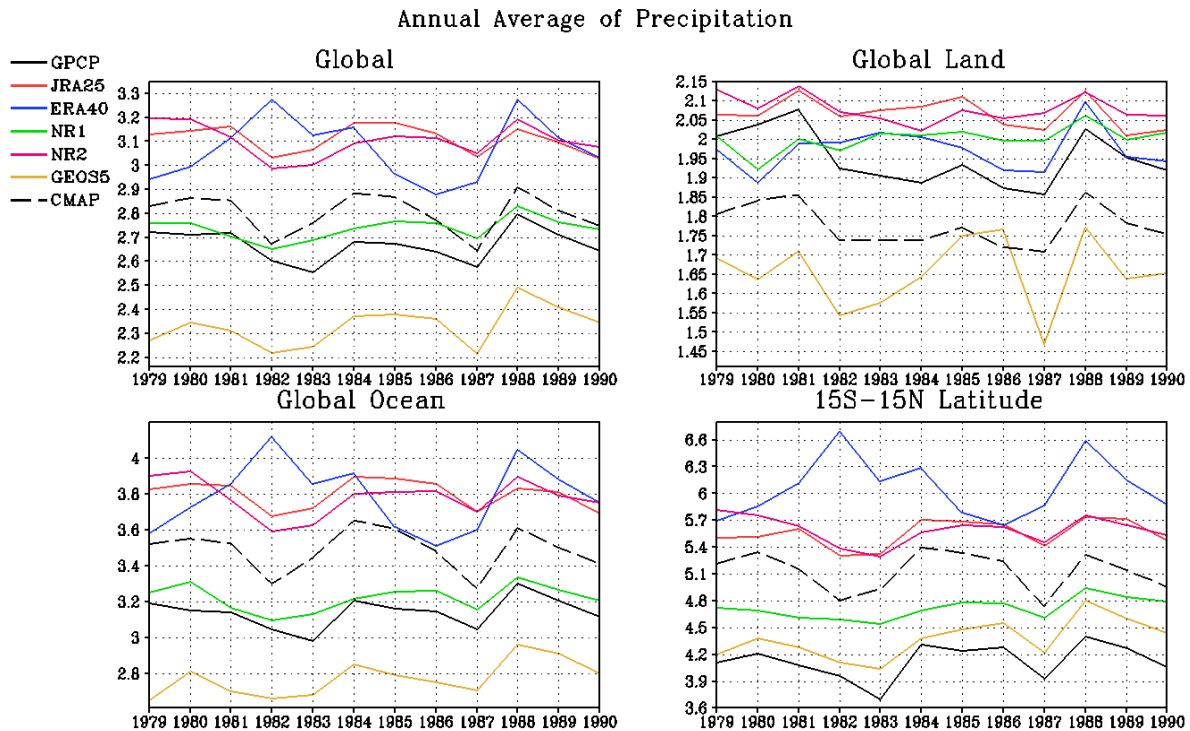 Annual Average of Precipitation
GPCP
JRA25
ERA40
NR1
NR2
GEOS5
CMAP
Global
3.3
3.2
3.1
3
2.9
2.8
2.7
2.6
2.5
2.4
2.3
2.2
1979 1980 1981 1982 1983 1984 1985 1986 1987 1988 1989 1990
Global Land
2.15
2.1
2.05
2
1.95
1.9
1.85
1.8
1.75
1.7
1.65
1.6
1.55
1.5
1.45
1979 1980 1981 1982 1983 1984 1985 1986 1987 1988 1989 1990
Global Ocean
4
3.8
3.6
3.4
3.2
3
2.8
1979 1980 1981 1982 1983 1984 1985 1986 1987 1988 1989 1990
15S-15N Latitude
6.6
6.3
6
5.7
5.4
5.1
4.8
4.5
4.2
3.9
3.6
1979 1980 1981 1982 1983 1984 1985 1986 1987 1988 1989 1990